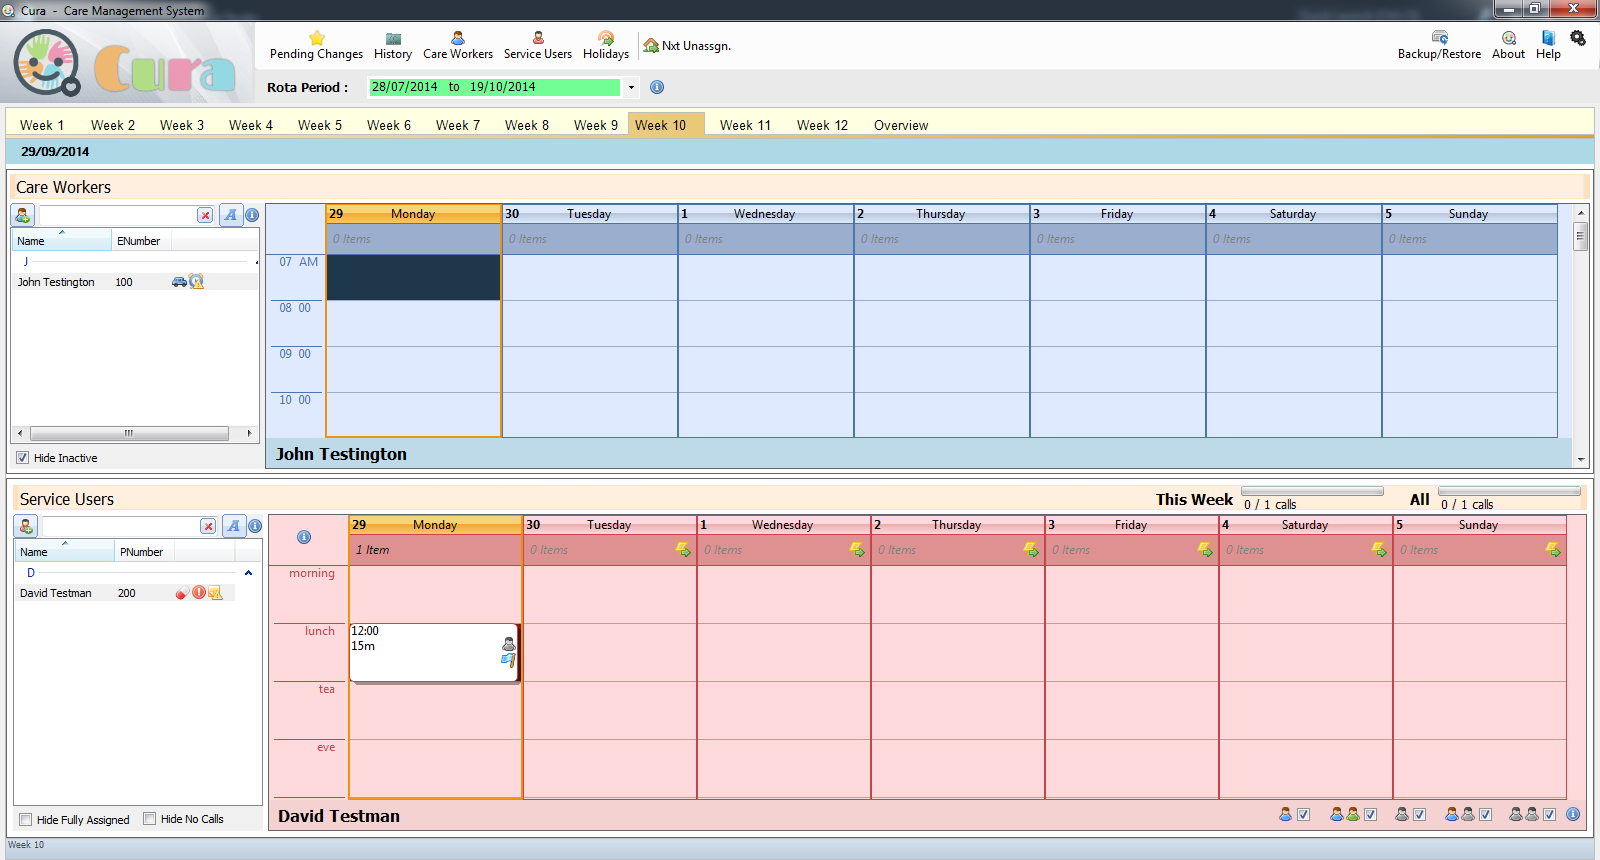 Cura - Care Management System
Cura
Pending Changes History Care Workers Service Users Holidays Nxt Unassgn. Backup/Restore About Help
Rota Period : 28/07/2014 to 19/10/2014
Week 1 Week 2 Week 3 Week 4 Week 5 Week 6 Week 7 Week 8 Week 9 Week 10 Week 11 Week 12 Overview
29/09/2014
Care Workers
A
29 Monday 30 Tuesday 1 Wednesday 2 Thursday 3 Friday 4 Saturday 5 Sunday
Name ENumber
0 Items 0 Items 0 Items 0 Items 0 Items 0 Items 0 Items
J
07 AM
John Testington 100
08 00
09 00
10 00
Hide Inactive
John Testington
Service Users This Week 0 / 1 calls All 0 / 1 calls
A
29 Monday 30 Tuesday 1 Wednesday 2 Thursday 3 Friday 4 Saturday 5 Sunday
Name PNumber
1 Item 0 Items 0 Items 0 Items 0 Items 0 Items 0 Items
D
morning
David Testman 200
lunch
12:00
15m
tea
eve
Hide Fully Assigned Hide No Calls
David Testman
Week 10